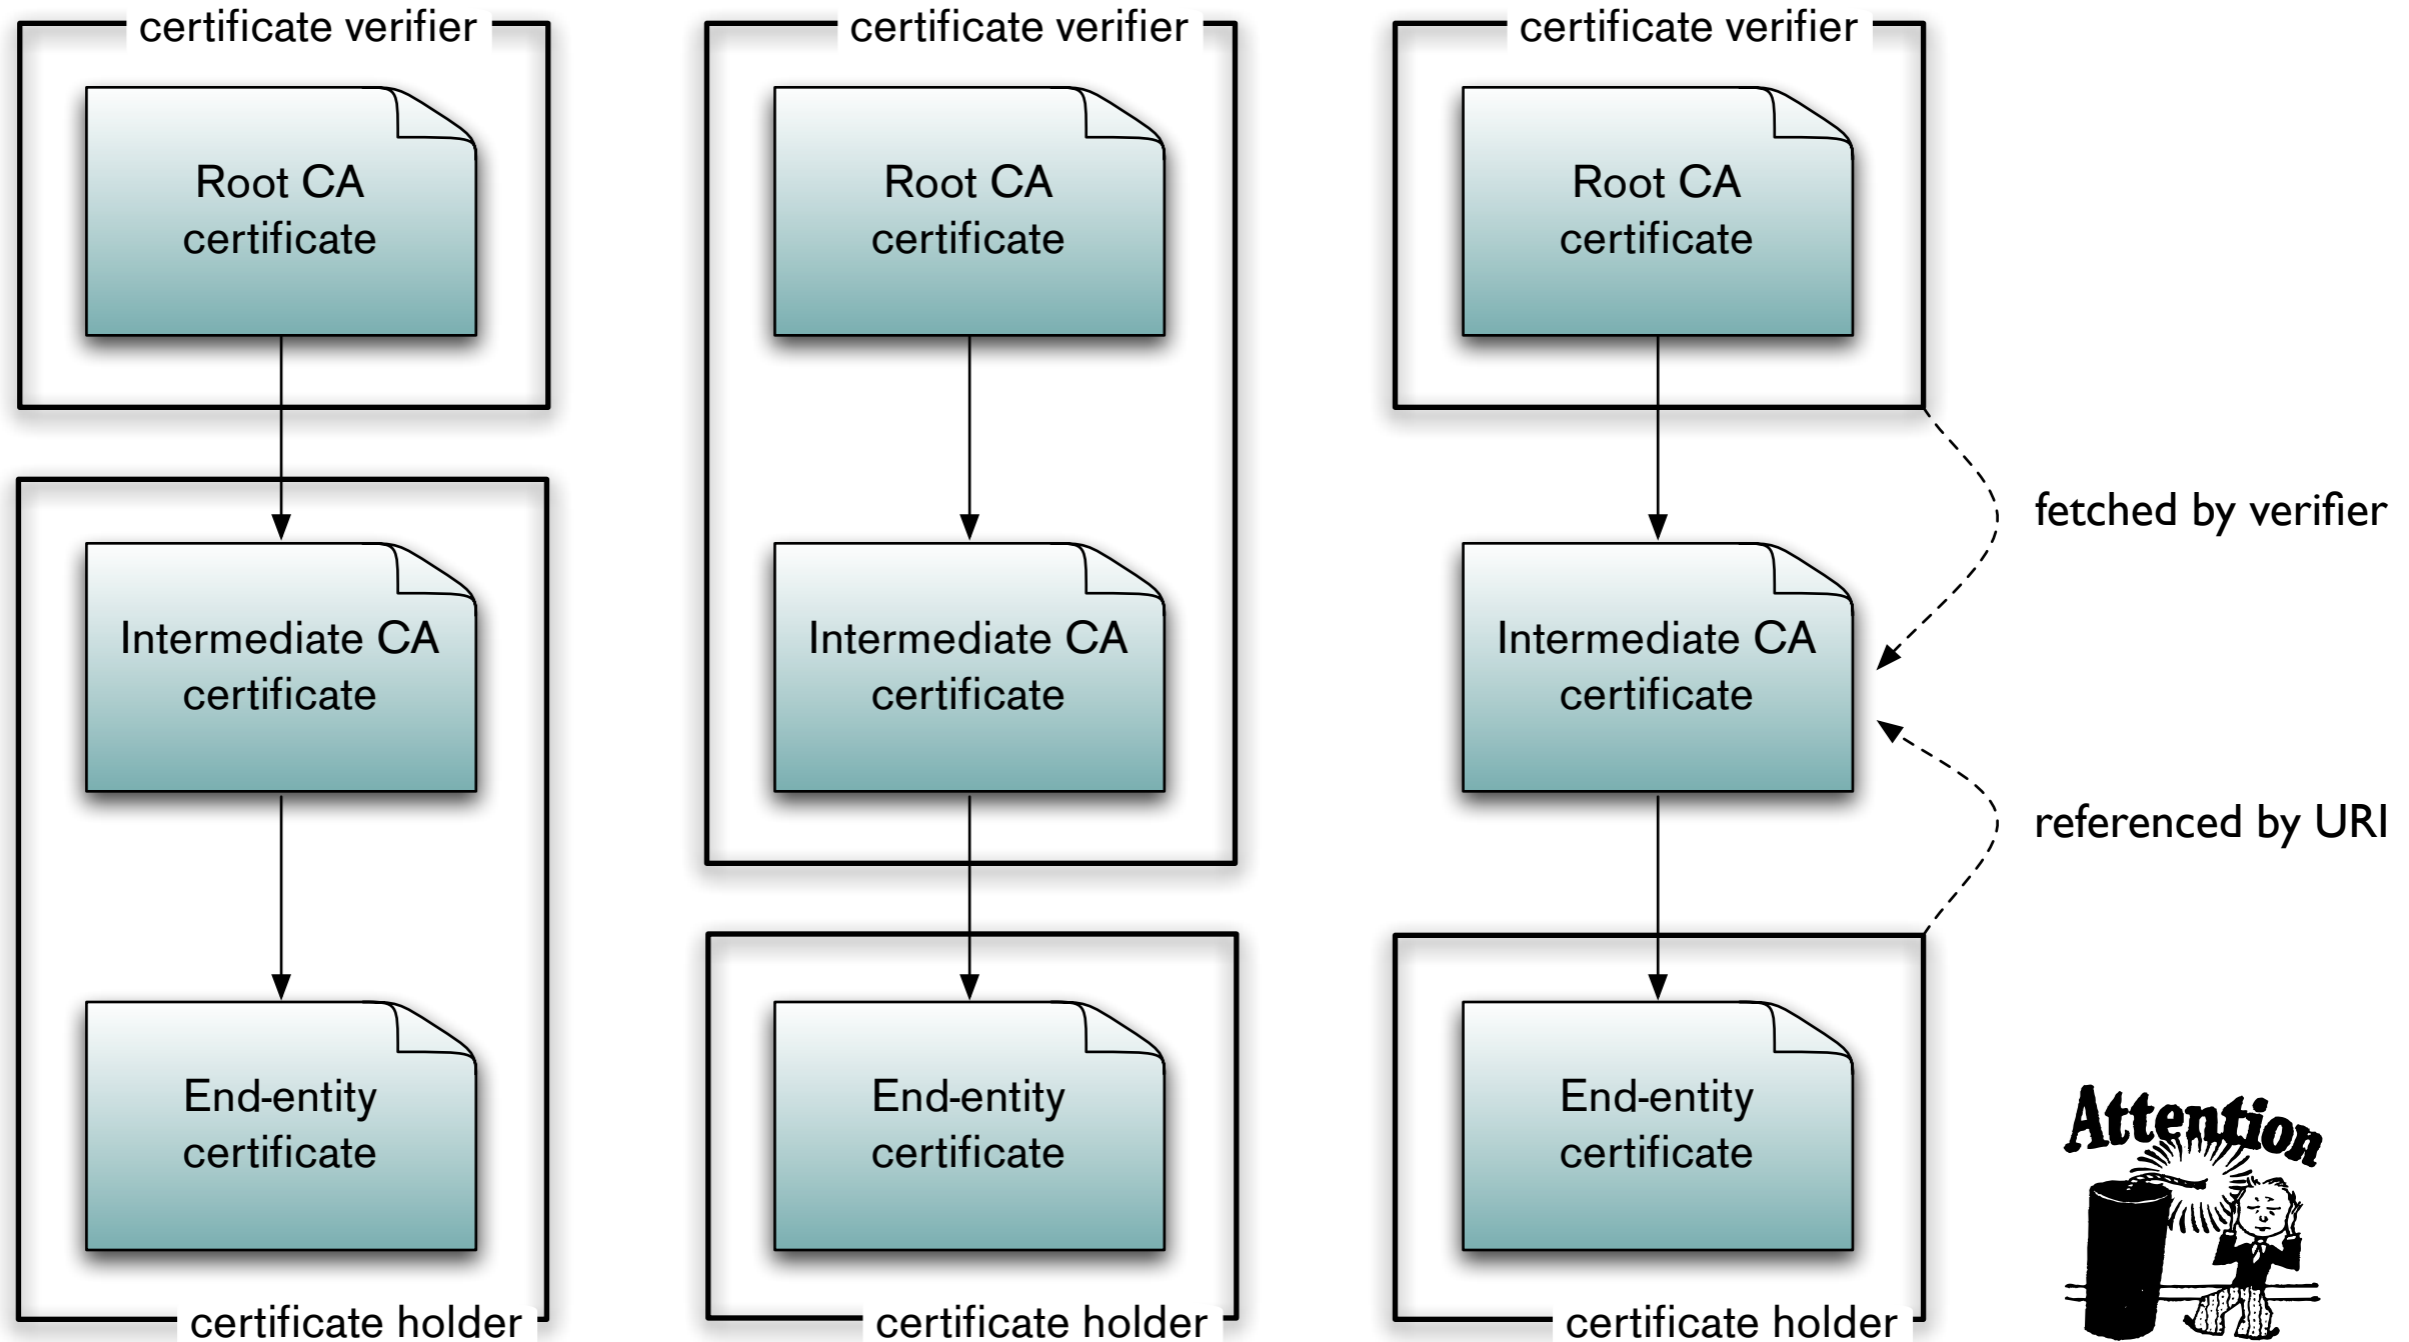 certificate verifier
Root CA
certificate
Intermediate CA
certificate
End-entity
certificate
certificate holder
certificate verifier
Root CA
certificate
Intermediate CA
certificate
End-entity
certificate
certificate holder
certificate verifier
Root CA
certificate
Intermediate CA
certificate
End-entity
certificate
certificate holder
fetched by verifier
referenced by URI
Attention